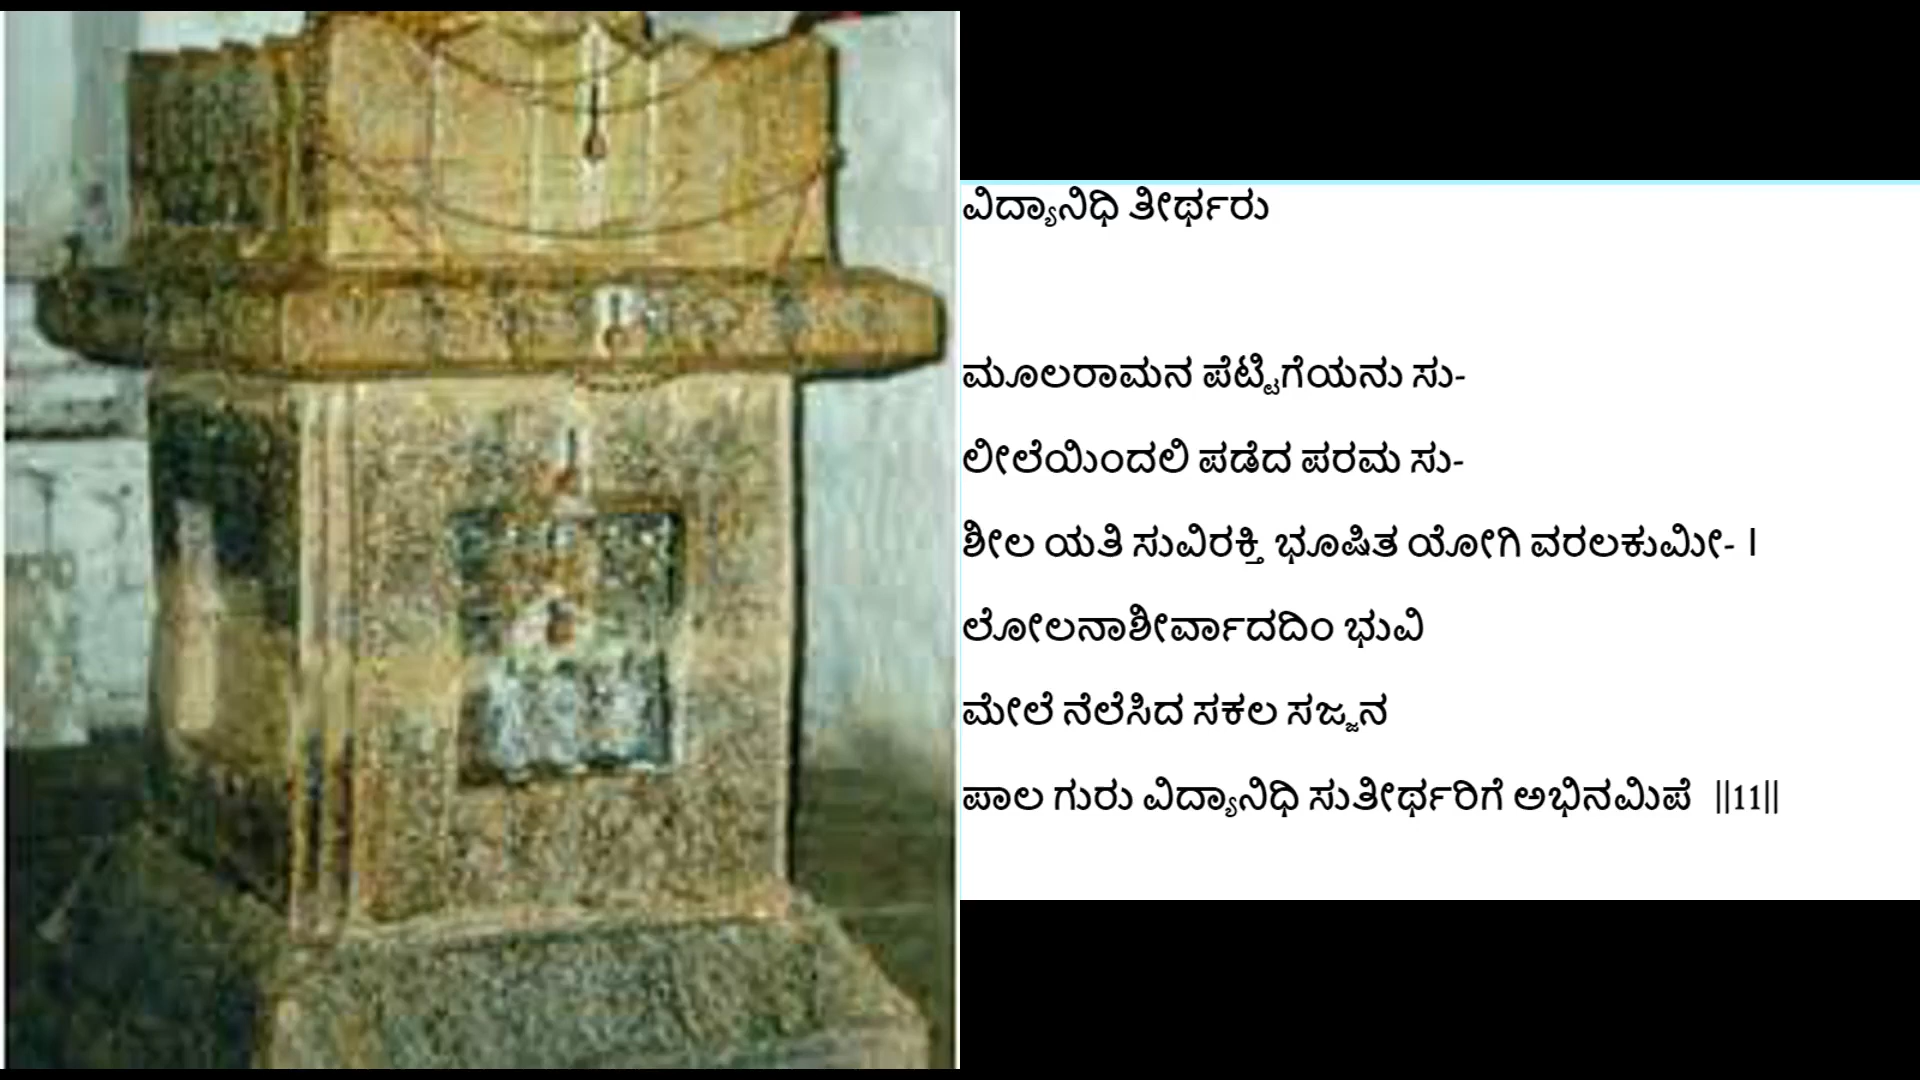 ವಿದ್ಯಾನಿಧಿ ತೀರ್ಥರು
ಮೂಲರಾಮನ ಪೆಟ್ಟಿಗೆಯನು ಸು-
ಲೀಲೆಯಿಂದಲಿ ಪಡೆದ ಪರಮ ಸು-
ಶೀಲ ಯತಿ ಸುವಿರಕ್ತಿ ಭೂಷಿತ ಯೋಗಿ ವರಲಕುಮೀ- |
ಲೋಲನಾಶೀರ್ವಾದದಿಂ ಭುವಿ
ಮೇಲೆ ನೆಲೆಸಿದ ಸಕಲ ಸಜ್ಜನ
ಪಾಲ ಗುರು ವಿದ್ಯಾನಿಧಿ ಸುತೀರ್ಥರಿಗೆ ಅಭಿನಮಿಪೆ ||11||